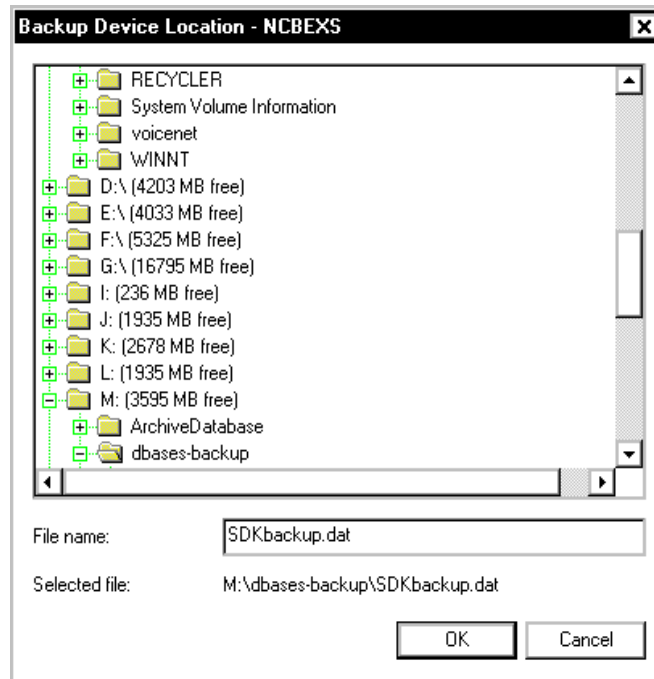 Backup Device Location - NCBEXS
RECYCLER
System Volume Information
voicenet
WINNT
D:\ (4203 MB free)
E:\ (4033 MB free)
F:\ (5325 MB free)
G:\ (16795 MB free)
I: (236 MB free)
J: (1935 MB free)
K: (2678 MB free)
L: (1935 MB free)
M: (3595 MB free)
ArchiveDatabase
dbases-backup
File name: SDKbackup.dat
Selected file: M:\dbases-backup\SDKbackup.dat
OK Cancel